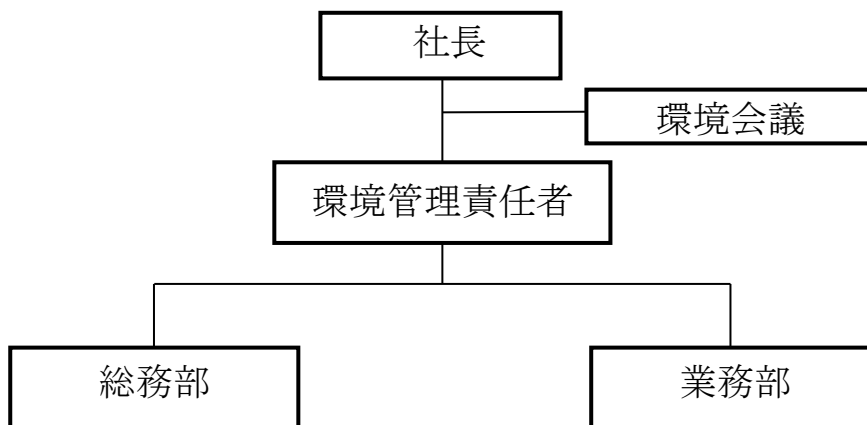 社長
環境会議
環境管理責任者
総務部
業務部